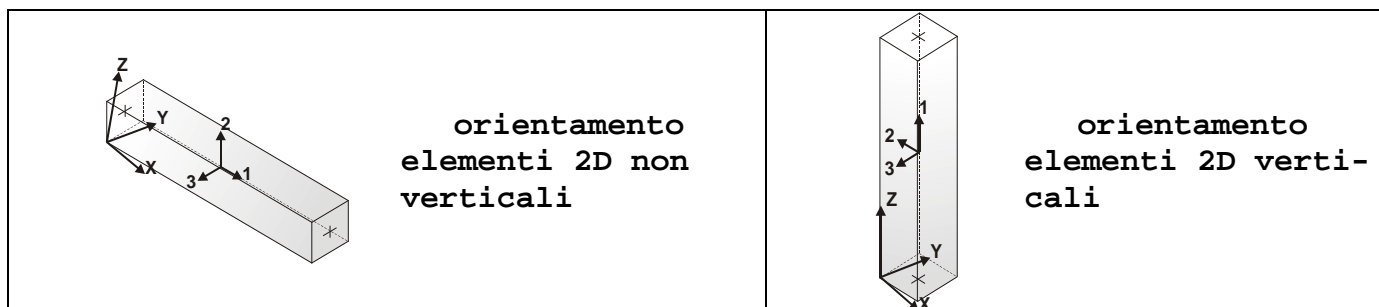 Z
Y
X
2
1
3
orientamento
elementi 2D non
verticali
1
2
3
Z
Y
X
orientamento
elementi 2D verti-
cali